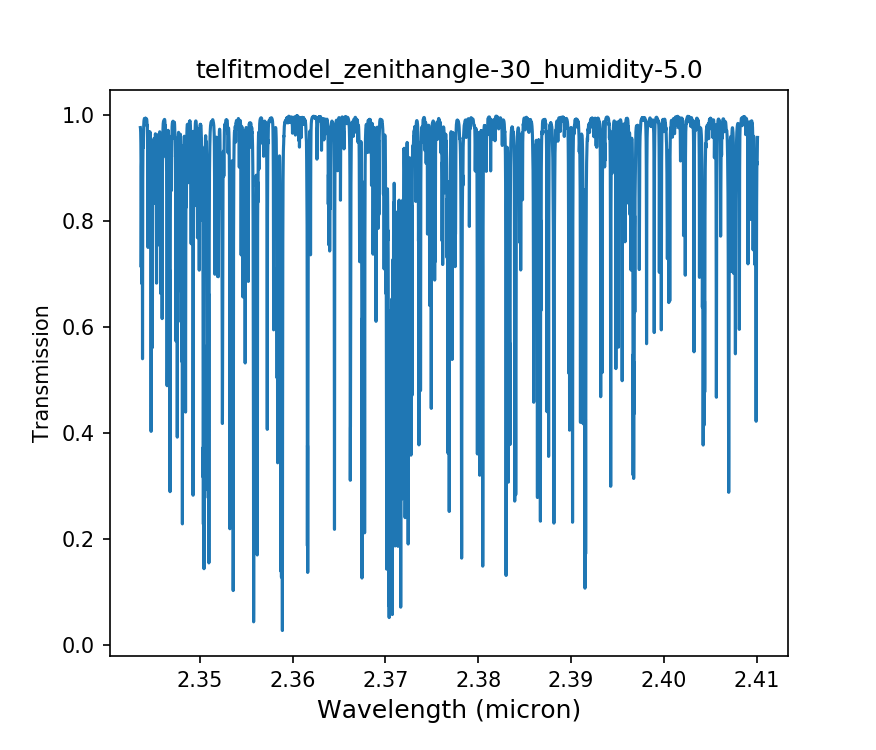 telfitmodel_zenithangle-30_humidity-5.0
1.0
0.8
0.6
0.4
0.2
0.0
Transmission
2.35 2.36 2.37 2.38 2.39 2.40 2.41
Wavelength (micron)